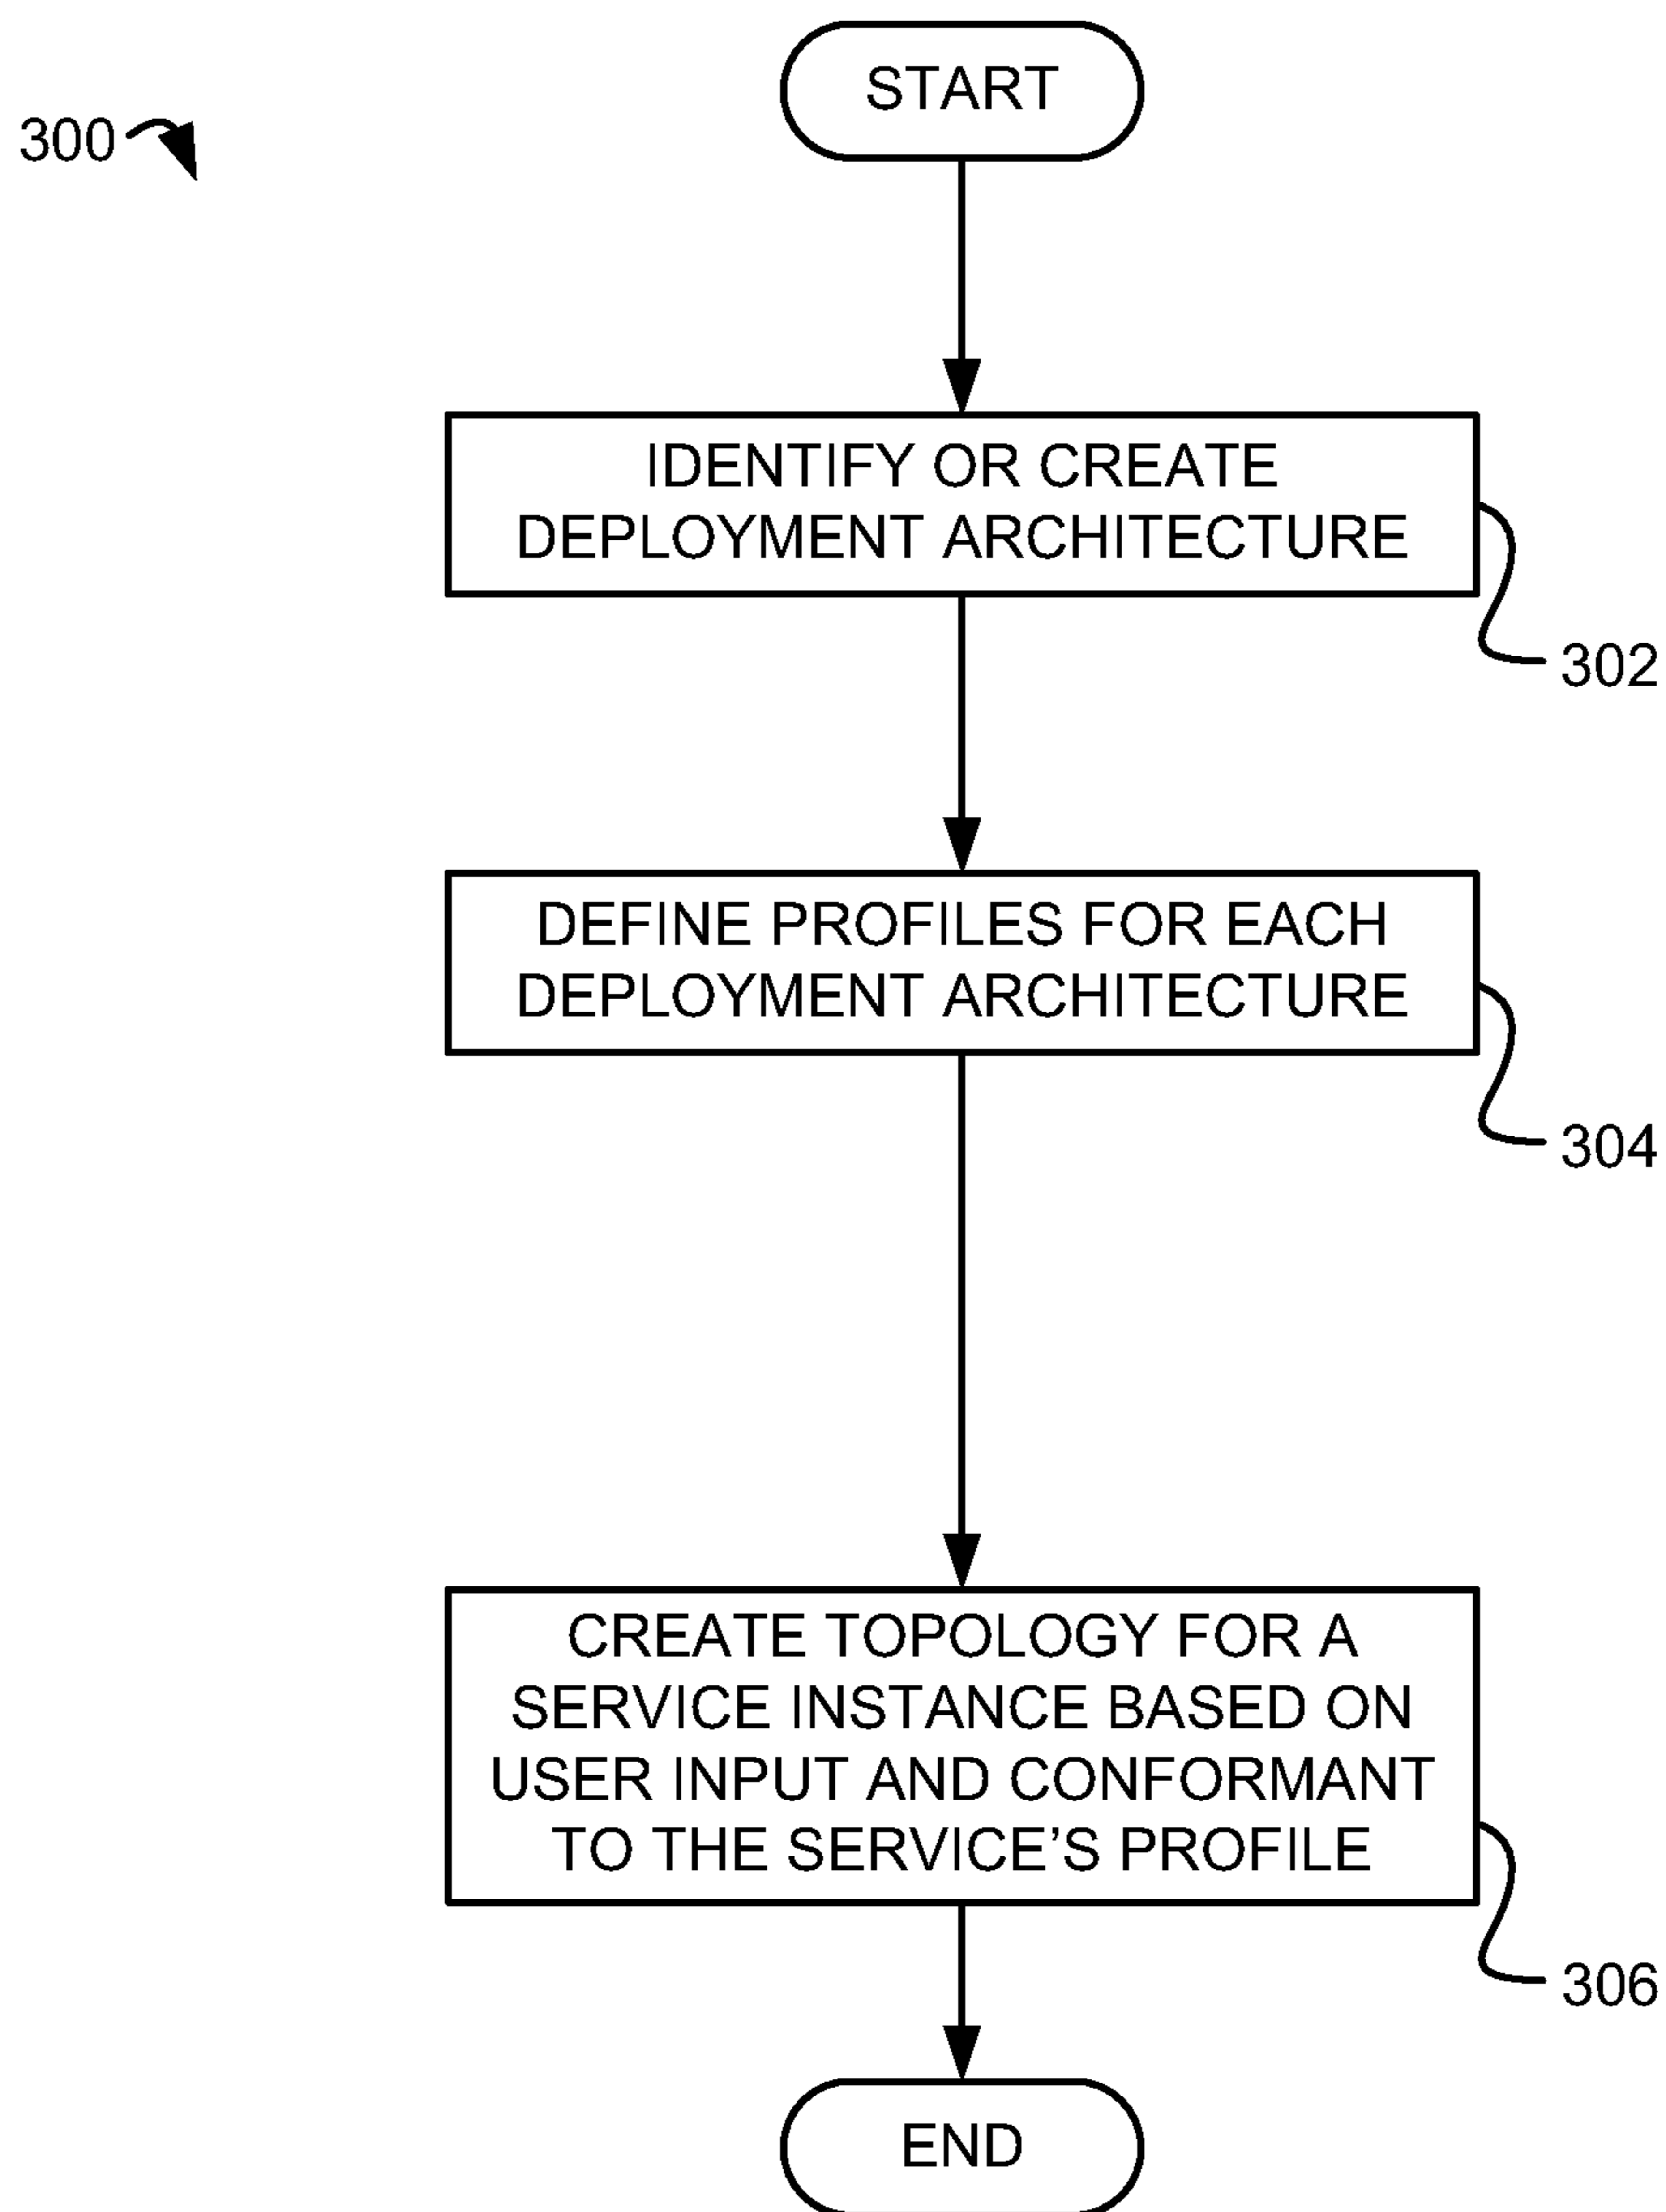 START
300
IDENTIFY OR CREATE
DEPLOYMENT ARCHITECTURE
302
DEFINE PROFILES FOR EACH
DEPLOYMENT ARCHITECTURE
304
CREATE TOPOLOGY FOR A
SERVICE INSTANCE BASED ON
USER INPUT AND CONFORMANT
TO THE SERVICE’S PROFILE
306
END